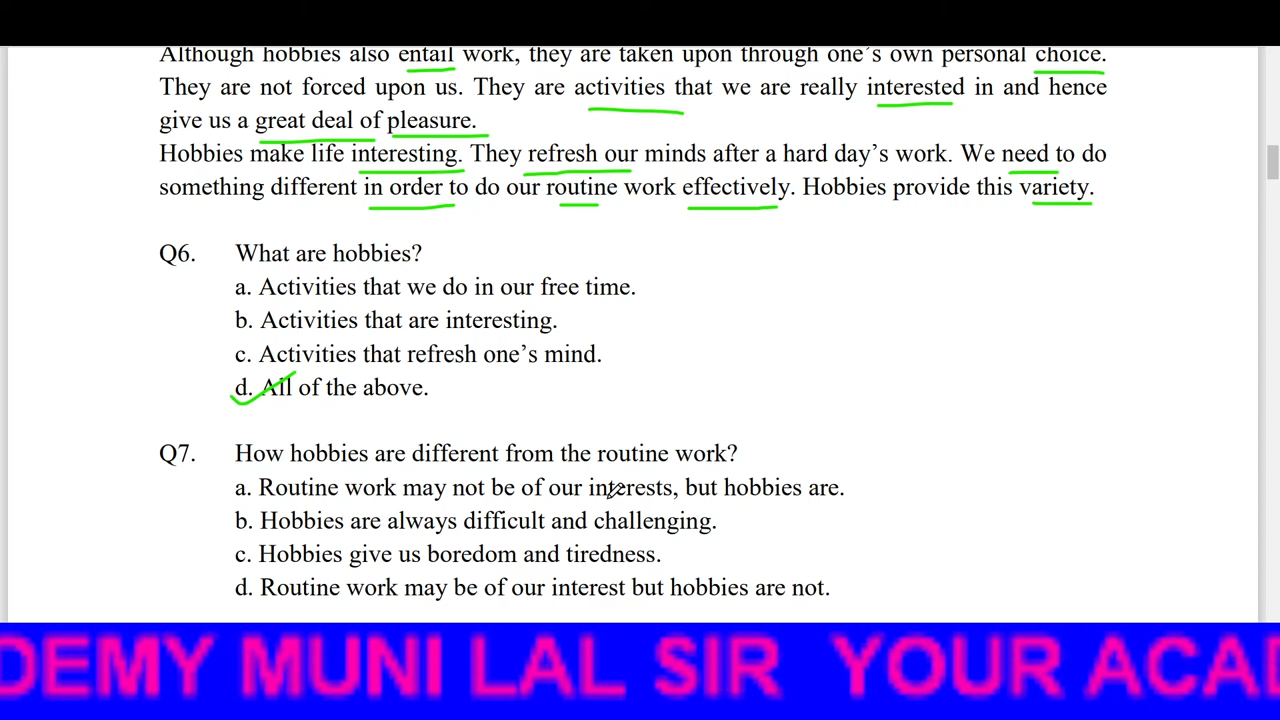 Although hobbies also entail work, they are taken upon through one’s own personal choice.
They are not forced upon us. They are activities that we are really interested in and hence
give us a great deal of pleasure.
Hobbies make life interesting. They refresh our minds after a hard day’s work. We need to do
something different in order to do our routine work effectively. Hobbies provide this variety.
Q6. What are hobbies?
a. Activities that we do in our free time.
b. Activities that are interesting.
c. Activities that refresh one’s mind.
d. All of the above.
Q7. How hobbies are different from the routine work?
a. Routine work may not be of our interests, but hobbies are.
b. Hobbies are always difficult and challenging.
c. Hobbies give us boredom and tiredness.
d. Routine work may be of our interest but hobbies are not.
DEMY MUNI LAL SIR YOUR ACAD